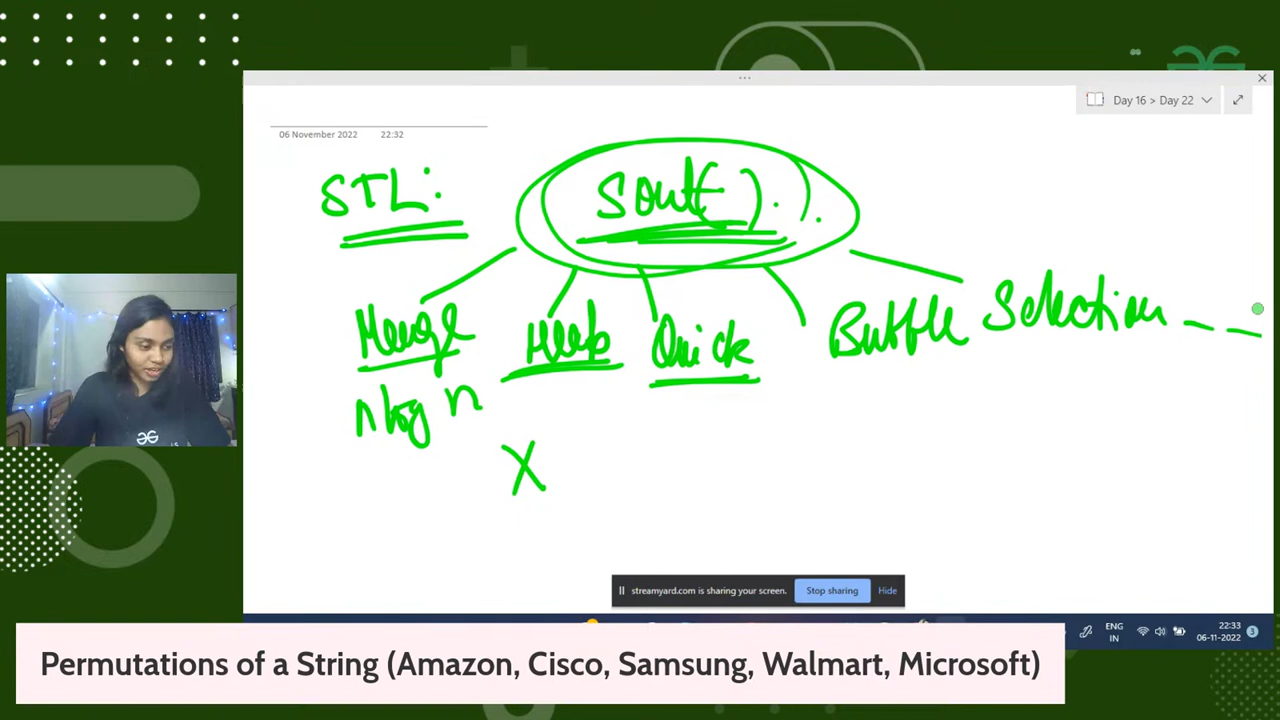 Day 16 > Day 22
06 November 2022 22:32
STL: Sort( ) . .
Merge Heap Quick Bubble Selection - -
n log n
X
streamyard.com is sharing your screen. Stop sharing Hide
ENG
IN
22:33
06-11-2022
3
Permutations of a String (Amazon, Cisco, Samsung, Walmart, Microsoft)